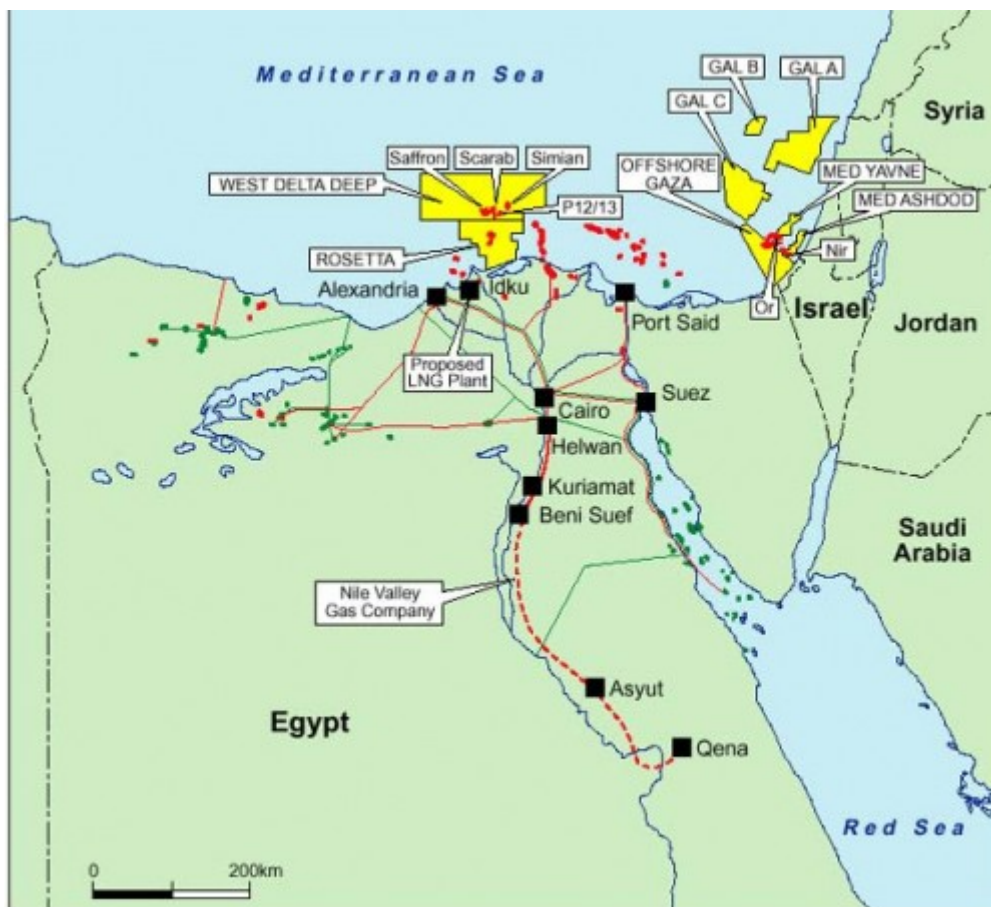 Mediterranean Sea
GAL B
GAL A
GAL C
Syria
Saffron
Scarab
Simian
OFFSHORE
GAZA
MED YAVNE
WEST DELTA DEEP
P12/13
MED ASHDOD
ROSETTA
Nir
Alexandria
Idku
Or
Israel
Port Said
Jordan
Proposed
LNG Plant
Cairo
Suez
Helwan
Kuriamat
Beni Suef
Saudi
Arabia
Nile Valley
Gas Company
Asyut
Egypt
Qena
Red Sea
0
200km